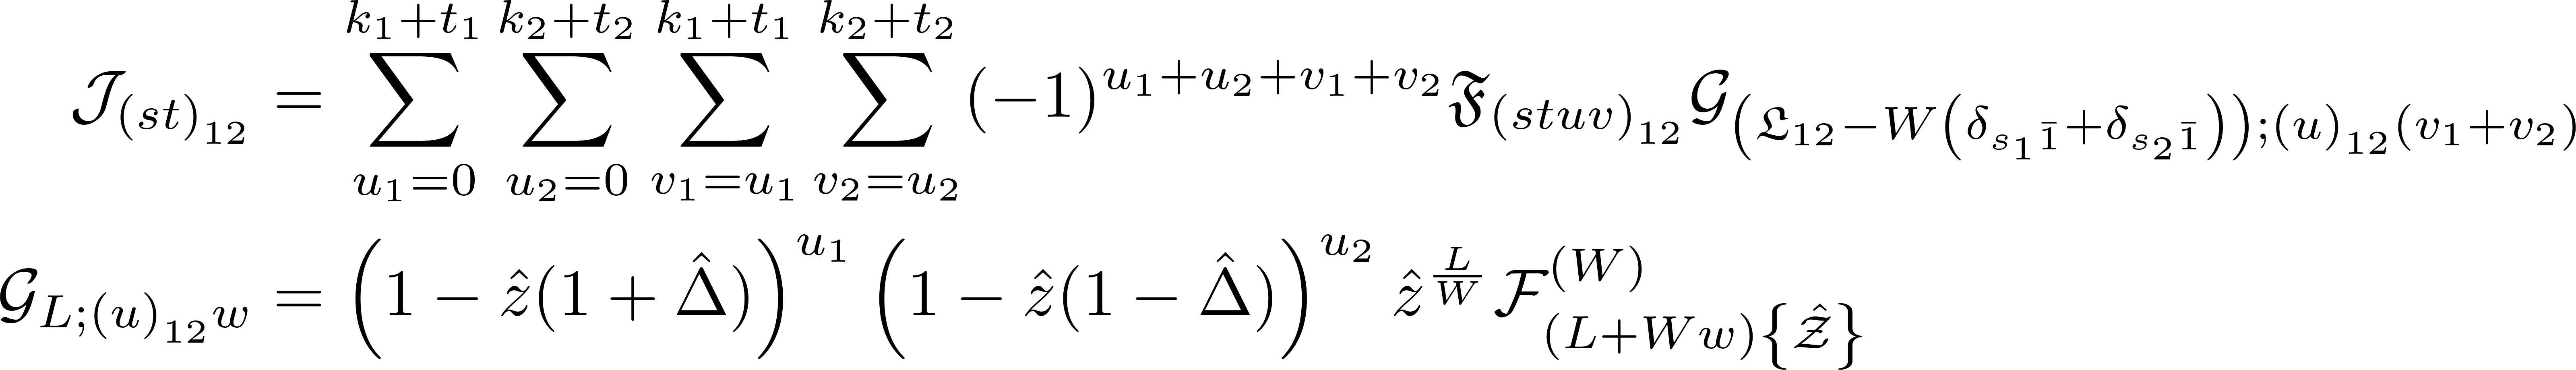 \mathcal{J}_{(st)_{12}} = \sum_{u_1=0}^{k_1+t_1} \sum_{u_2=0}^{k_2+t_2} \sum_{v_1=u_1}^{k_1+t_1} \sum_{v_2=u_2}^{k_2+t_2} (-1)^{u_1+u_2+v_1+v_2} \mathfrak{F}_{(stuv)_{12}} \mathcal{G}_{\left(\mathfrak{L}_{12}-W\left(\delta_{s_1\bar{1}}+\delta_{s_2\bar{1}}\right)\right);(u)_{12}(v_1+v_2)}
\mathcal{G}_{L;(u)_{12}w} = \left(1-\hat{z}(1+\hat{\Delta})\right)^{u_1} \left(1-\hat{z}(1-\hat{\Delta})\right)^{u_2} \hat{z}^{\frac{L}{W}} \mathcal{F}^{(W)}_{(L+Ww)\left\{\hat{\mathcal{Z}}\right\}}